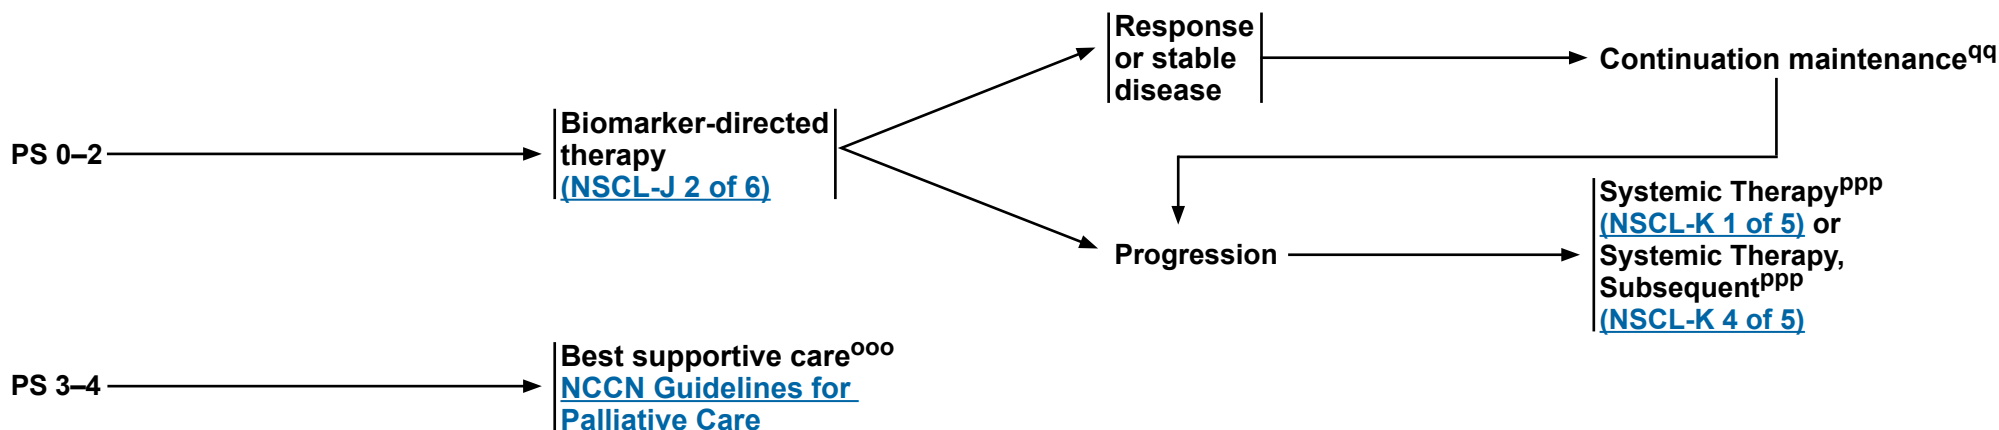 PS 0–2
Biomarker-directed
therapy
(NSCL-J 2 of 6)
Response
or stable
disease
Continuation maintenanceqq
Progression
Systemic Therapyppp
(NSCL-K 1 of 5) or
Systemic Therapy,
Subsequentppp
(NSCL-K 4 of 5)
PS 3–4
Best supportive careooo
NCCN Guidelines for
Palliative Care